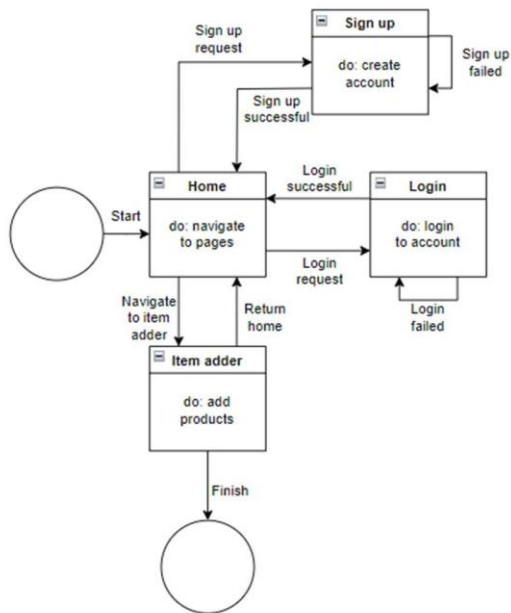 Sign up
Sign up
request
do: create
account
Sign up
failed
Sign up
successful
Home
Login
successful
Login
Start
do: navigate
to pages
do: login
to account
Login
request
Navigate
to item
adder
Return
home
Login
failed
Item adder
do: add
products
Finish